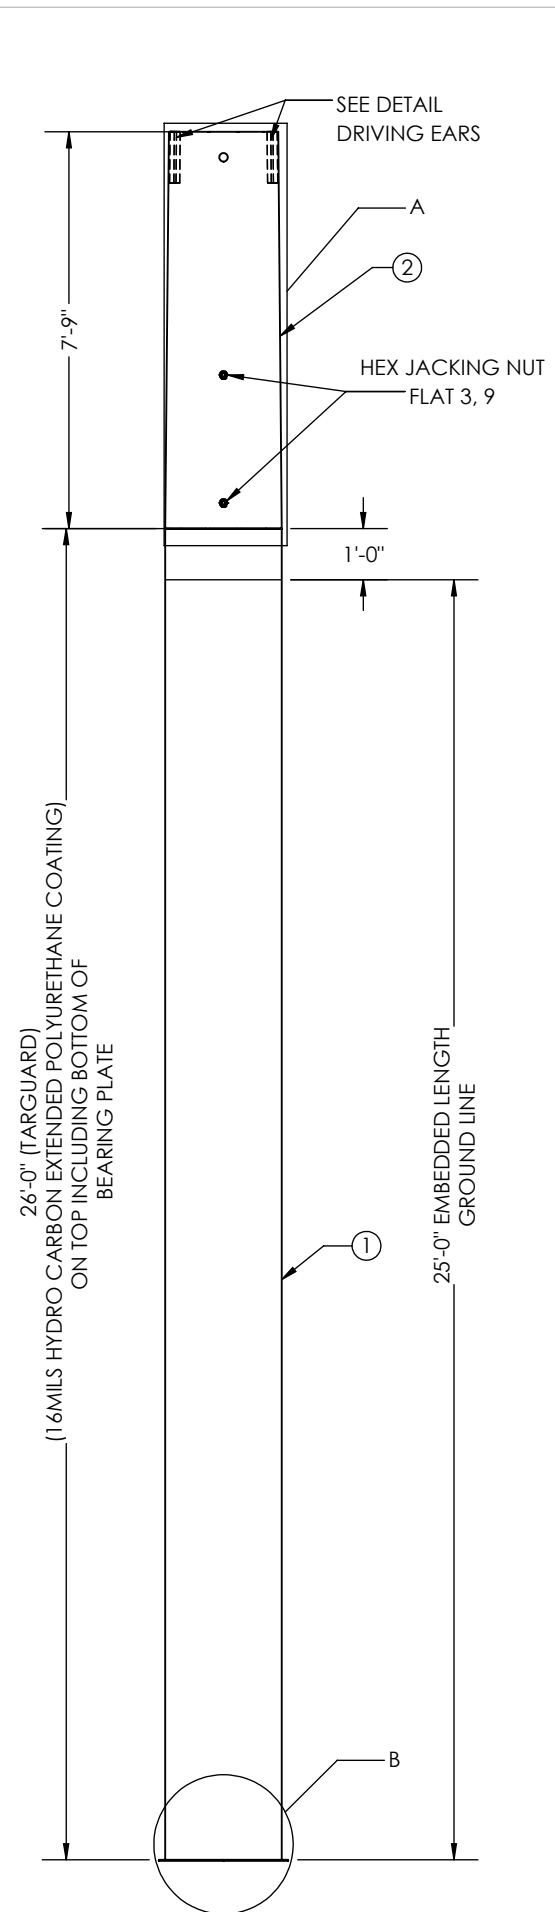 SEE DETAIL
DRIVING EARS
A
2
7'-9"
HEX JACKING NUT
FLAT 3, 9
1'-0"
26'-0" (TARGUARD)
(16MILS HYDRO CARBON EXTENDED POLYURETHANE COATING)
ON TOP INCLUDING BOTTOM OF
BEARING PLATE
25'-0" EMBEDDED LENGTH
GROUND LINE
1
B